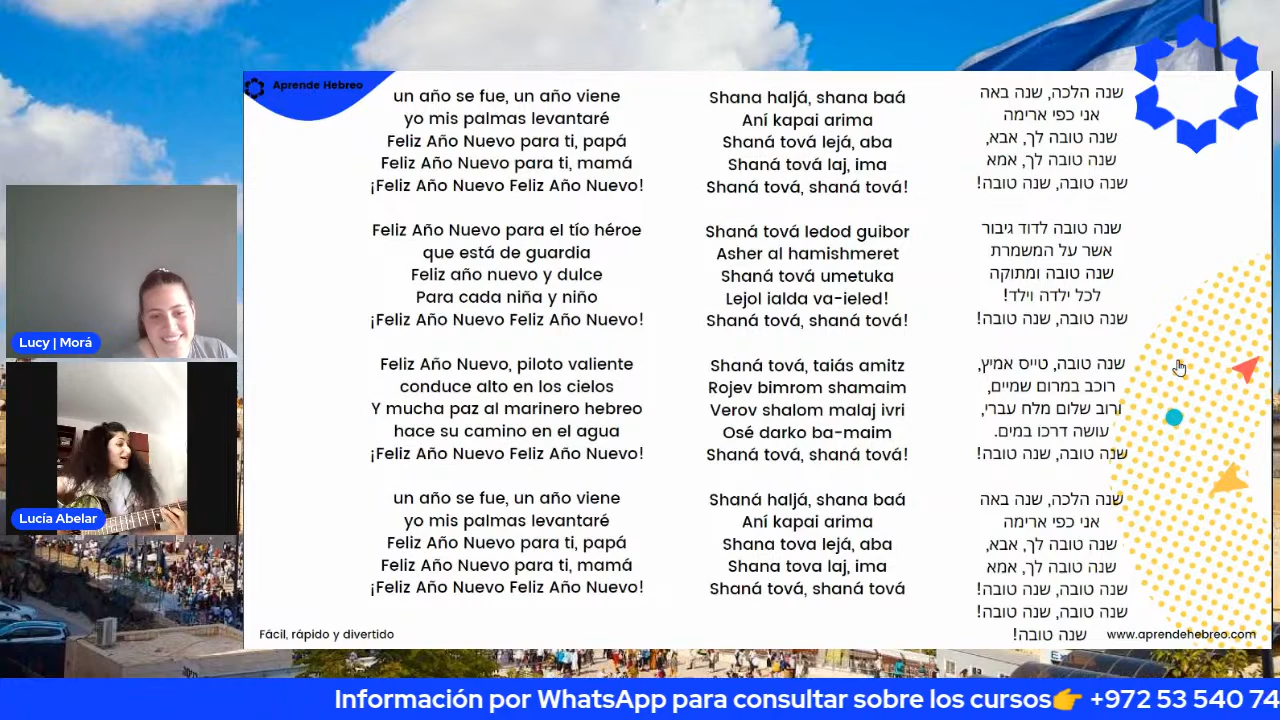 Aprende Hebreo
un año se fue, un año viene
yo mis palmas levantaré
Feliz Año Nuevo para ti, papá
Feliz Año Nuevo para ti, mamá
¡Feliz Año Nuevo Feliz Año Nuevo!
Feliz Año Nuevo para el tío héroe
que está de guardia
Feliz año nuevo y dulce
Para cada niña y niño
¡Feliz Año Nuevo Feliz Año Nuevo!
Feliz Año Nuevo, piloto valiente
conduce alto en los cielos
Y mucha paz al marinero hebreo
hace su camino en el agua
¡Feliz Año Nuevo Feliz Año Nuevo!
un año se fue, un año viene
yo mis palmas levantaré
Feliz Año Nuevo para ti, papá
Feliz Año Nuevo para ti, mamá
¡Feliz Año Nuevo Feliz Año Nuevo!
Shana haljá, shana baá
Aní kapai arima
Shaná tová lejá, aba
Shaná tová laj, ima
Shaná tová, shaná tová!
Shaná tová ledod guibor
Asher al hamishmeret
Shaná tová umetuka
Lejol ialda va-ieled!
Shaná tová, shaná tová!
Shaná tová, taiás amitz
Rojev bimrom shamaim
Verov shalom malaj ivri
Osé darko ba-maim
Shaná tová, shaná tová!
Shaná haljá, shana baá
Aní kapai arima
Shana tova lejá, aba
Shana tova laj, ima
Shaná tová, shaná tová
שנה הלכה, שנה באה
אני כפי ארימה
שנה טובה לך, אבא,
שנה טובה לך, אמא
שנה טובה, שנה טובה!
שנה טובה לדוד גיבור
אשר על המשמרת
שנה טובה ומתוקה
לכל ילדה וילד!
שנה טובה, שנה טובה!
שנה טובה, טייס אמיץ,
רוכב במרום שמיים,
ורוב שלום מלח עברי,
עושה דרכו במים.
שנה טובה, שנה טובה!
שנה הלכה, שנה באה
אני כפי ארימה
שנה טובה לך, אבא,
שנה טובה לך, אמא
שנה טובה, שנה טובה!
שנה טובה, שנה טובה!
שנה טובה!
Fácil, rápido y divertido
www.aprendehebreo.com
Lucy | Morá
Lucía Abelar
Información por WhatsApp para consultar sobre los cursos👉 +972 53 540 74